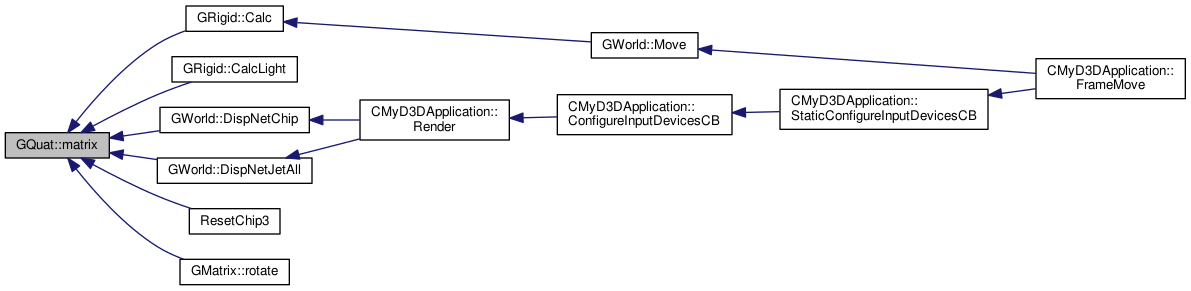 GRigid::Calc
GWorld::Move
GRigid::CalcLight
CMyD3DApplication::
FrameMove
GWorld::DispNetChip
CMyD3DApplication::
Render
CMyD3DApplication::
ConfigureInputDevicesCB
CMyD3DApplication::
StaticConfigureInputDevicesCB
GQuat::matrix
GWorld::DispNetJetAll
ResetChip3
GMatrix::rotate